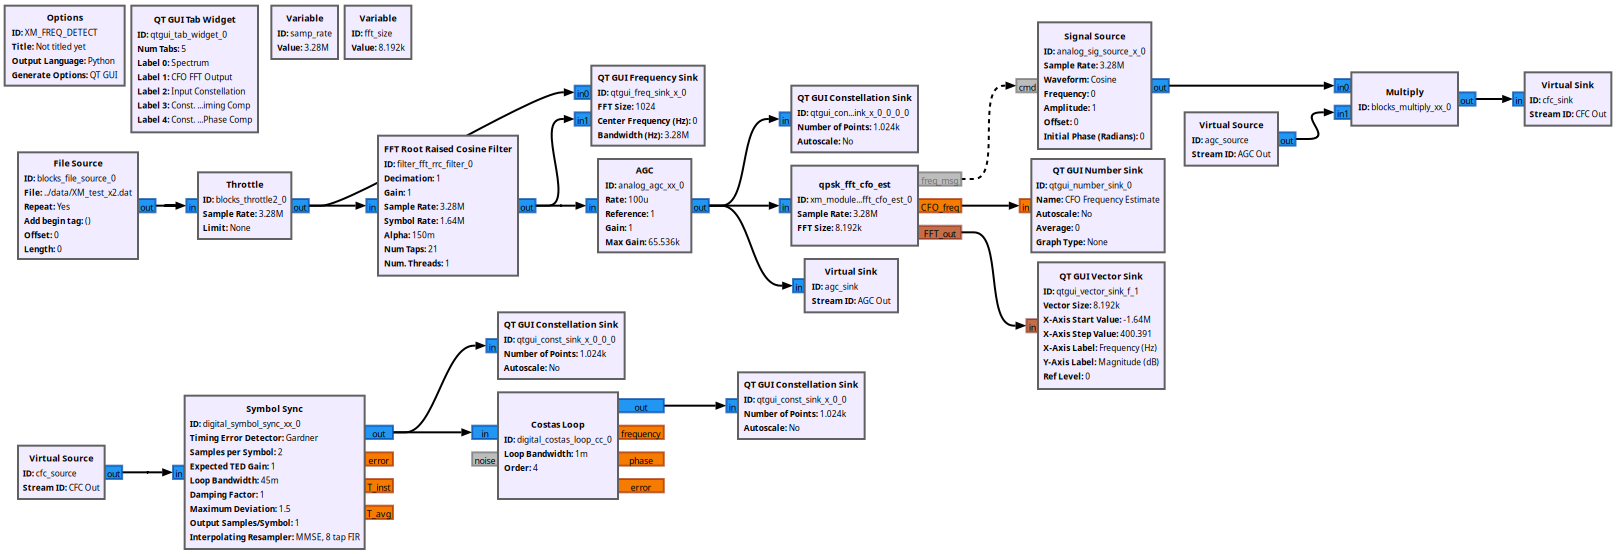 Options
ID: XM_FREQ_DETECT
Title: Not titled yet
Output Language: Python
Generate Options: QT GUI
QT GUI Tab Widget
ID: qtgui_tab_widget_0
Num Tabs: 5
Label 0: Spectrum
Label 1: CFO FFT Output
Label 2: Input Constellation
Label 3: Const. ...iming Comp
Label 4: Const. ...Phase Comp
Variable
ID: samp_rate
Value: 3.28M
Variable
ID: fft_size
Value: 8.192k
File Source
ID: blocks_file_source_0
File: ../data/XM_test_x2.dat
Repeat: Yes
Add begin tag: ()
Offset: 0
Length: 0
out
in
Throttle
ID: blocks_throttle2_0
Sample Rate: 3.28M
Limit: None
out
in
FFT Root Raised Cosine Filter
ID: filter_fft_rrc_filter_0
Decimation: 1
Gain: 1
Sample Rate: 3.28M
Symbol Rate: 1.64M
Alpha: 150m
Num Taps: 21
Num. Threads: 1
out
in0
in1
QT GUI Frequency Sink
ID: qtgui_freq_sink_x_0
FFT Size: 1024
Center Frequency (Hz): 0
Bandwidth (Hz): 3.28M
in
AGC
ID: analog_agc_xx_0
Rate: 100u
Reference: 1
Gain: 1
Max Gain: 65.536k
out
in
QT GUI Constellation Sink
ID: qtgui_con...ink_x_0_0_0_0
Number of Points: 1.024k
Autoscale: No
in
qpsk_fft_cfo_est
ID: xm_module...fft_cfo_est_0
Sample Rate: 3.28M
FFT Size: 8.192k
freq_msg
CFO_freq
FFT_out
in
Virtual Sink
ID: agc_sink
Stream ID: AGC Out
cmd
Signal Source
ID: analog_sig_source_x_0
Sample Rate: 3.28M
Waveform: Cosine
Frequency: 0
Amplitude: 1
Offset: 0
Initial Phase (Radians): 0
out
in
QT GUI Number Sink
ID: qtgui_number_sink_0
Name: CFO Frequency Estimate
Autoscale: No
Average: 0
Graph Type: None
in
QT GUI Vector Sink
ID: qtgui_vector_sink_f_1
Vector Size: 8.192k
X-Axis Start Value: -1.64M
X-Axis Step Value: 400.391
X-Axis Label: Frequency (Hz)
Y-Axis Label: Magnitude (dB)
Ref Level: 0
Virtual Source
ID: agc_source
Stream ID: AGC Out
out
in0
in1
Multiply
ID: blocks_multiply_xx_0
out
in
Virtual Sink
ID: cfc_sink
Stream ID: CFC Out
Virtual Source
ID: cfc_source
Stream ID: CFC Out
out
in
Symbol Sync
ID: digital_symbol_sync_xx_0
Timing Error Detector: Gardner
Samples per Symbol: 2
Expected TED Gain: 1
Loop Bandwidth: 45m
Damping Factor: 1
Maximum Deviation: 1.5
Output Samples/Symbol: 1
Interpolating Resampler: MMSE, 8 tap FIR
out
error
T_inst
T_avg
in
QT GUI Constellation Sink
ID: qtgui_const_sink_x_0_0_0
Number of Points: 1.024k
Autoscale: No
in
noise
Costas Loop
ID: digital_costas_loop_cc_0
Loop Bandwidth: 1m
Order: 4
out
frequency
phase
error
in
QT GUI Constellation Sink
ID: qtgui_const_sink_x_0_0
Number of Points: 1.024k
Autoscale: No